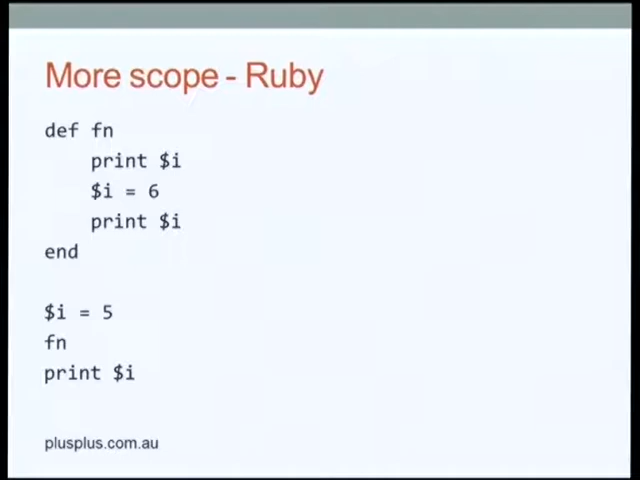 More scope - Ruby
def fn
    print $i
    $i = 6
    print $i
end
$i = 5
fn
print $i
plusplus.com.au